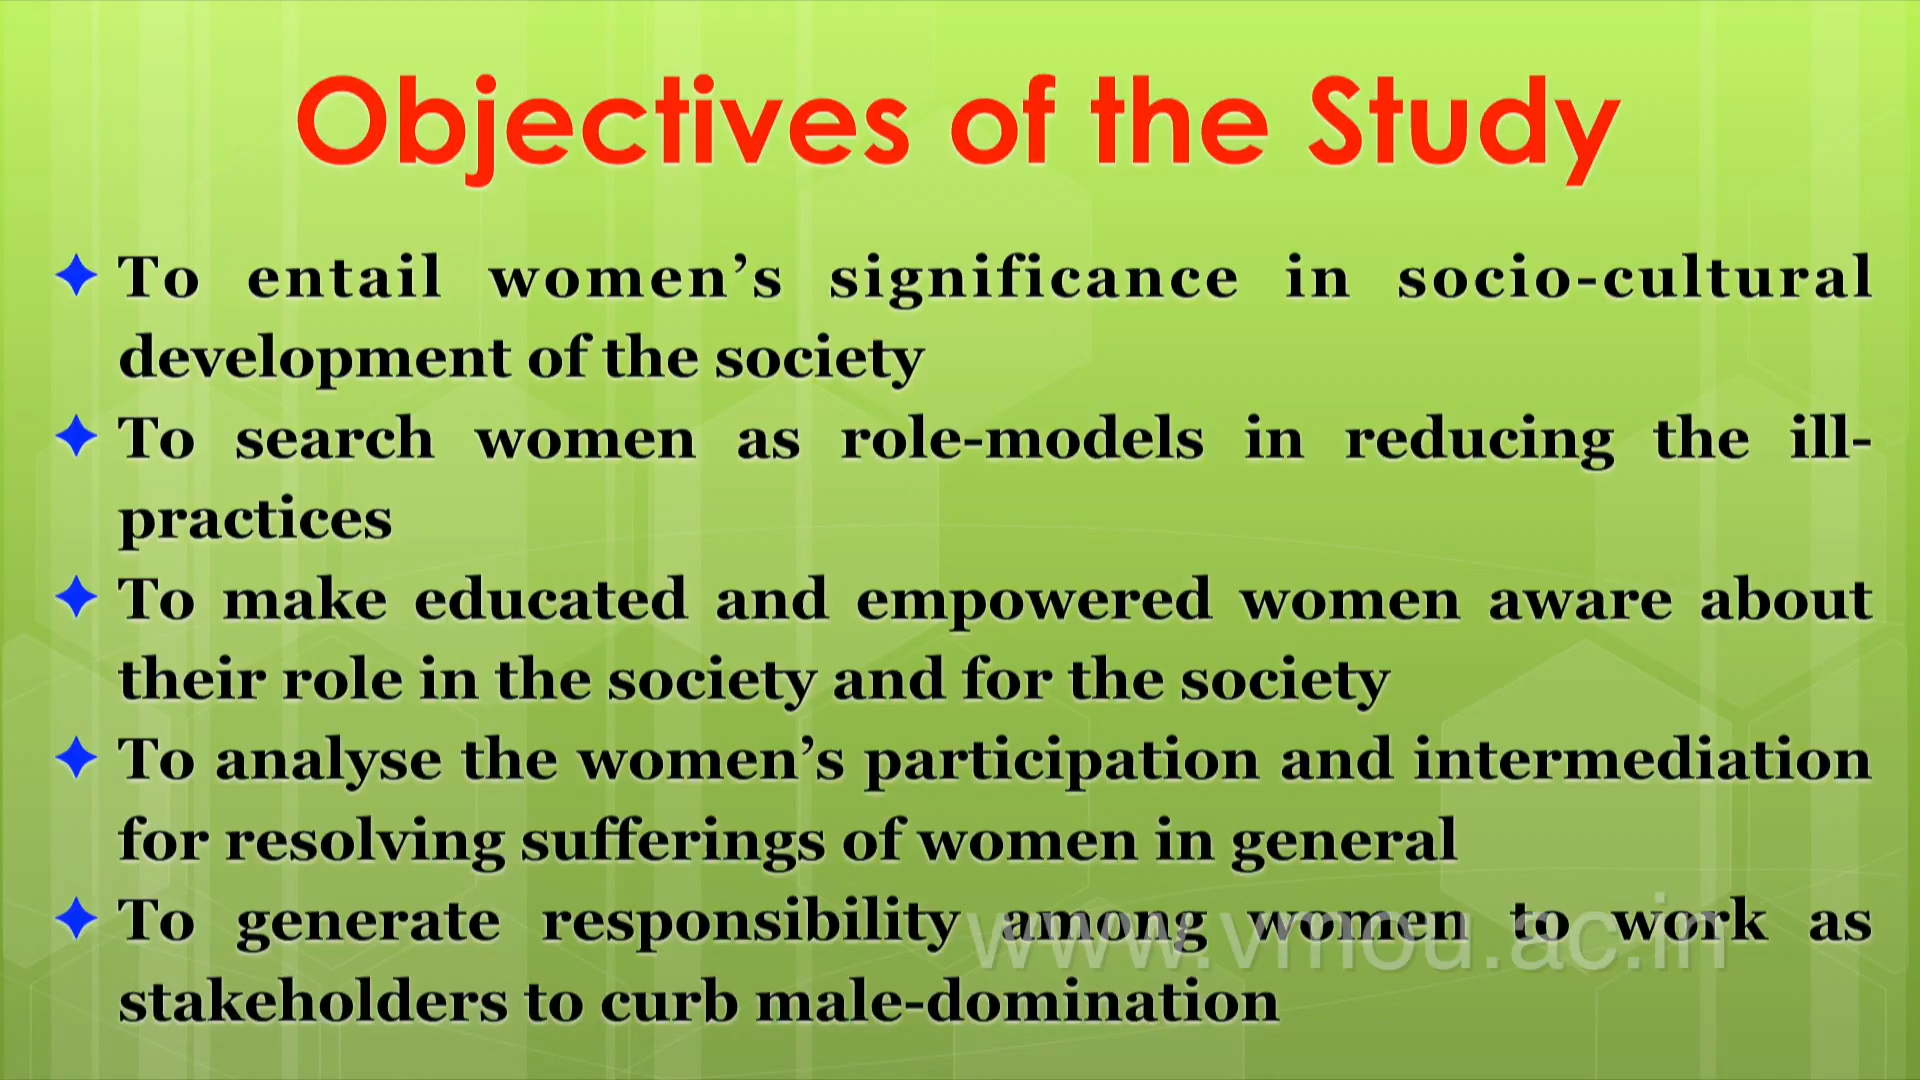 Objectives of the Study
To entail women’s significance in socio-cultural
development of the society
To search women as role-models in reducing the ill-
practices
To make educated and empowered women aware about
their role in the society and for the society
To analyse the women’s participation and intermediation
for resolving sufferings of women in general
To generate responsibility among women to work as
www.vmou.ac.in
stakeholders to curb male-domination